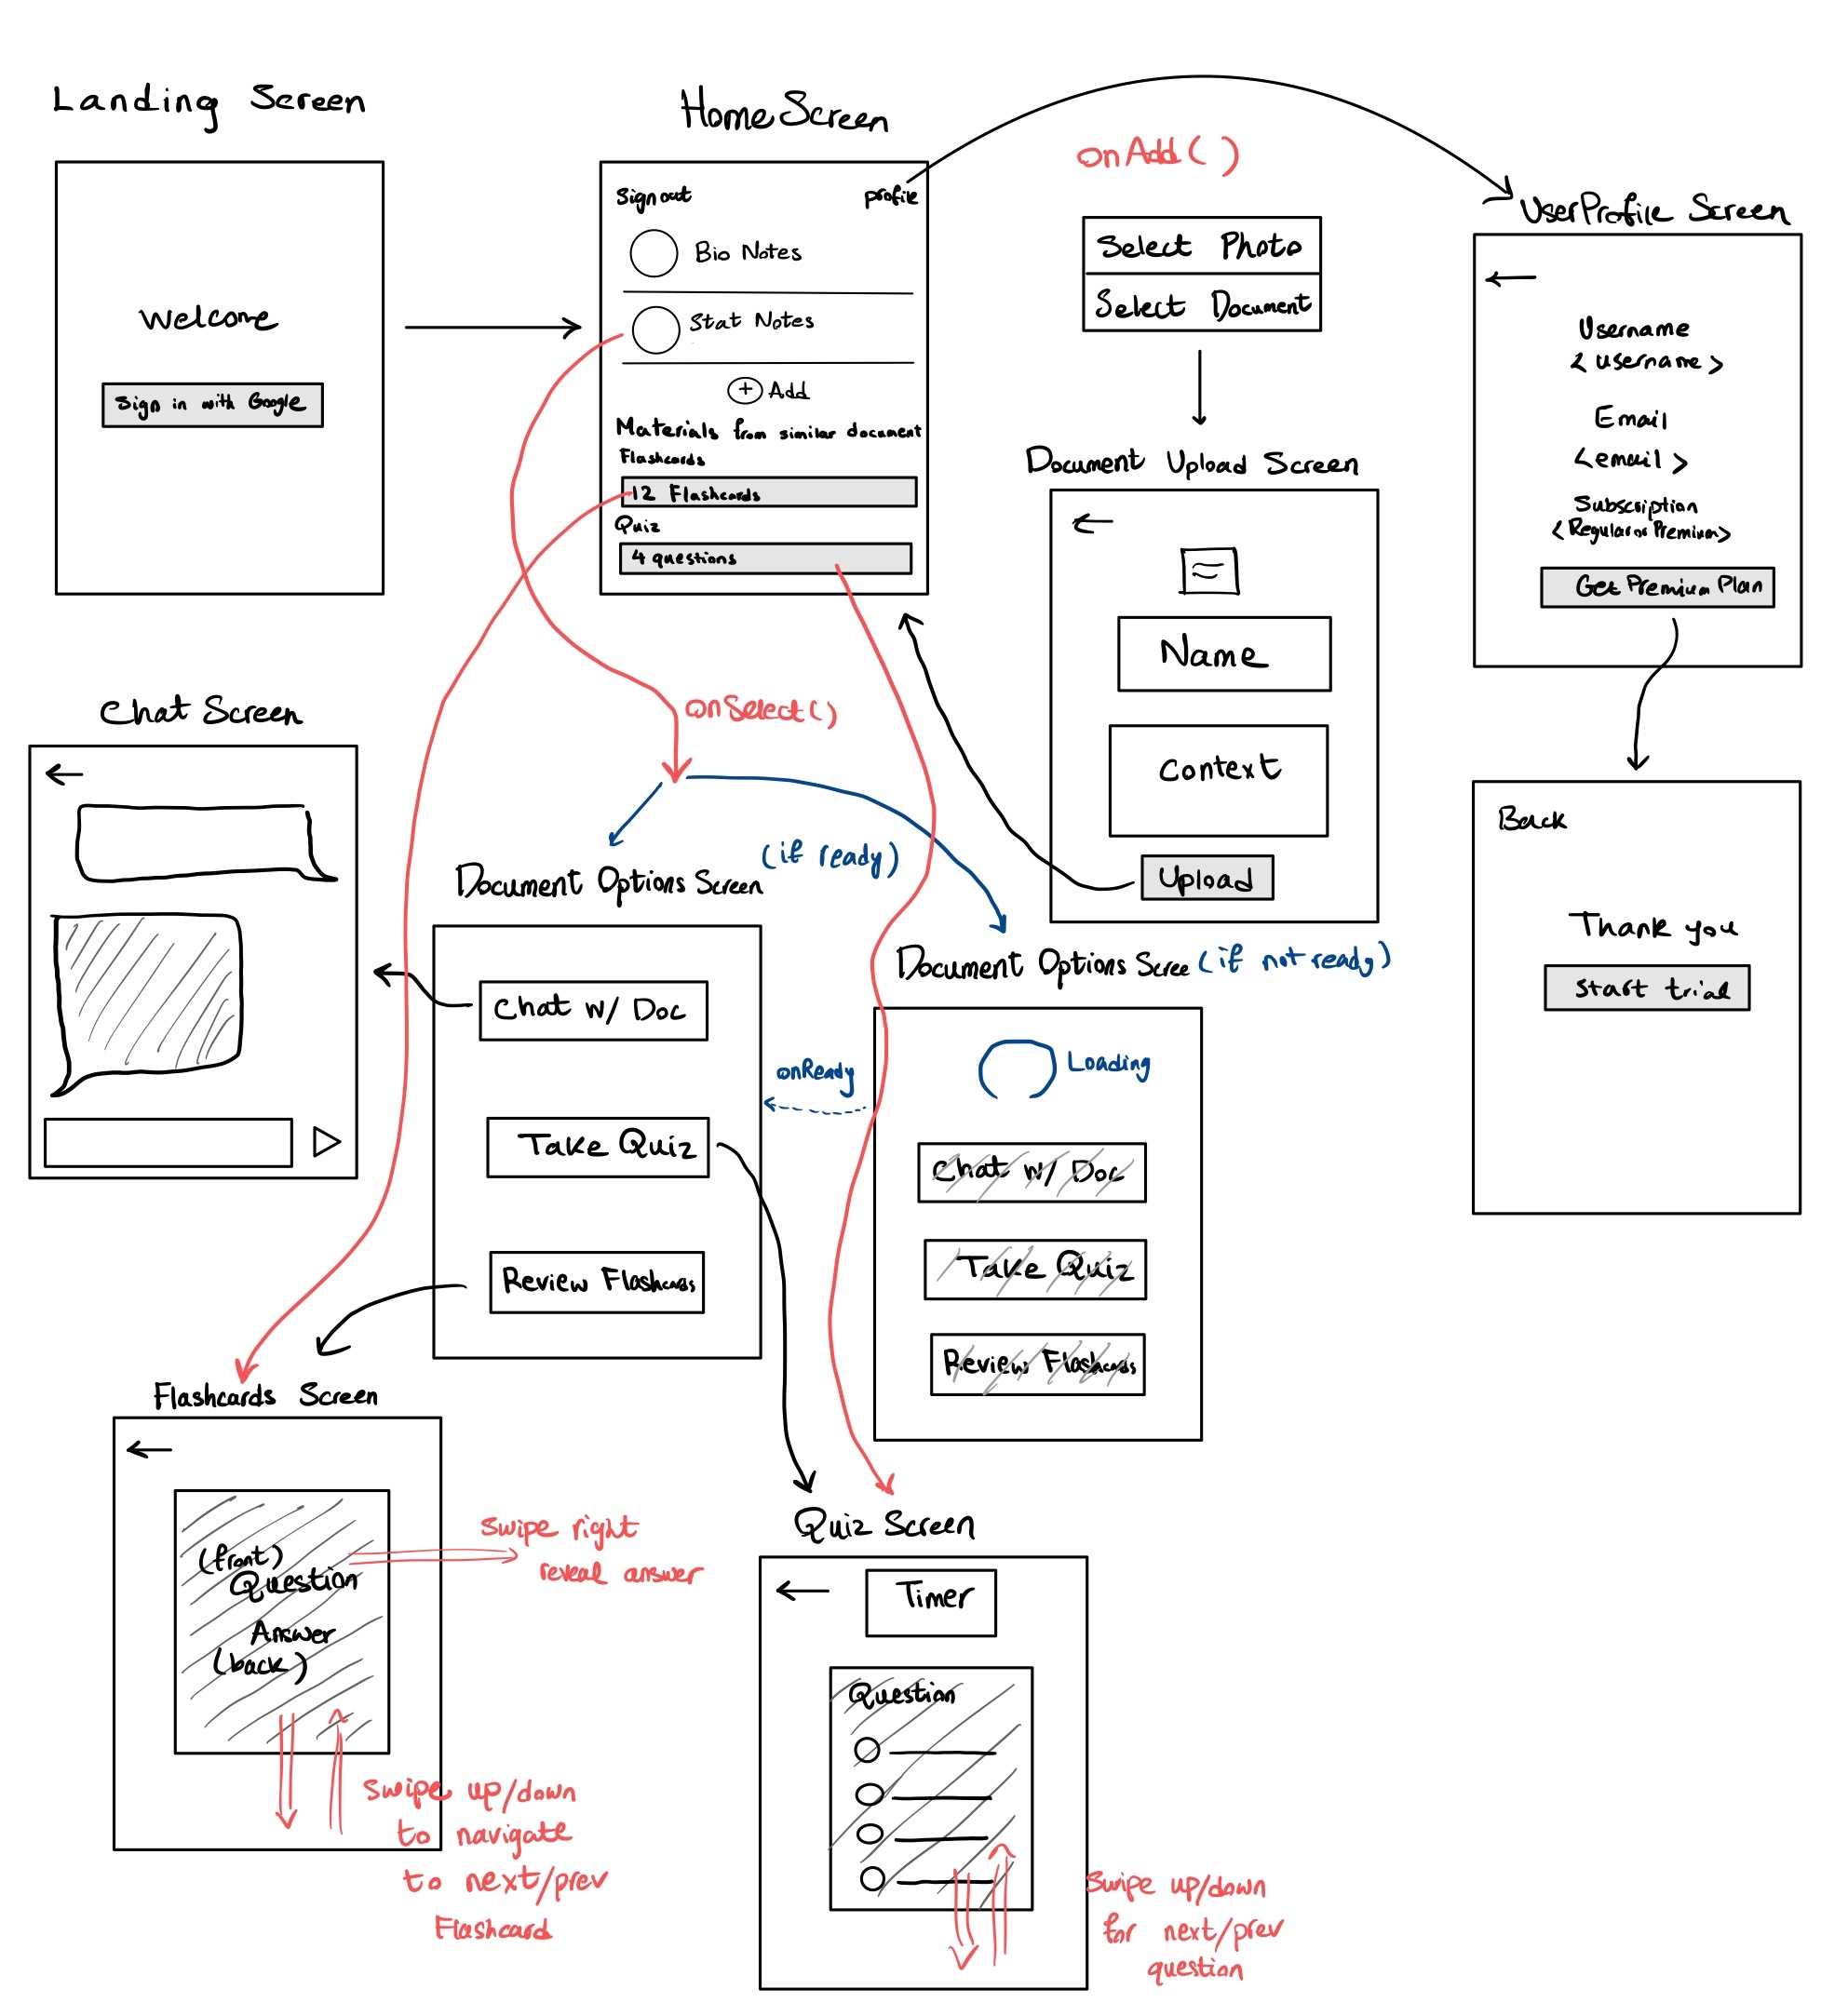 Landing Screen
Welcome
Sign in with Google
HomeScreen
Signout
profile
Bio Notes
Stat Notes
+ Add
Materials from similar document
Flashcards
12 Flashcards
Quiz
4 questions
onAdd()
Select Photo
Select Document
Document Upload Screen
Name
Context
Upload
UserProfile Screen
Username
<username>
Email
<email>
Subscription
<Regular or Premium>
Get Premium Plan
Back
Thank you
Start trial
Chat Screen
onSelect()
(if ready)
Document Options Screen
Chat w/ Doc
Take Quiz
Review Flashcards
Document Options Scree (if not ready)
Loading
onReady
Chat w/ Doc
Take Quiz
Review Flashcards
Flashcards Screen
(front)
Question
Answer
(back)
Swipe right
reveal answer
Swipe up/down
to navigate
to next/prev
Flashcard
Quiz Screen
Timer
Question
Swipe up/down
for next/prev
question